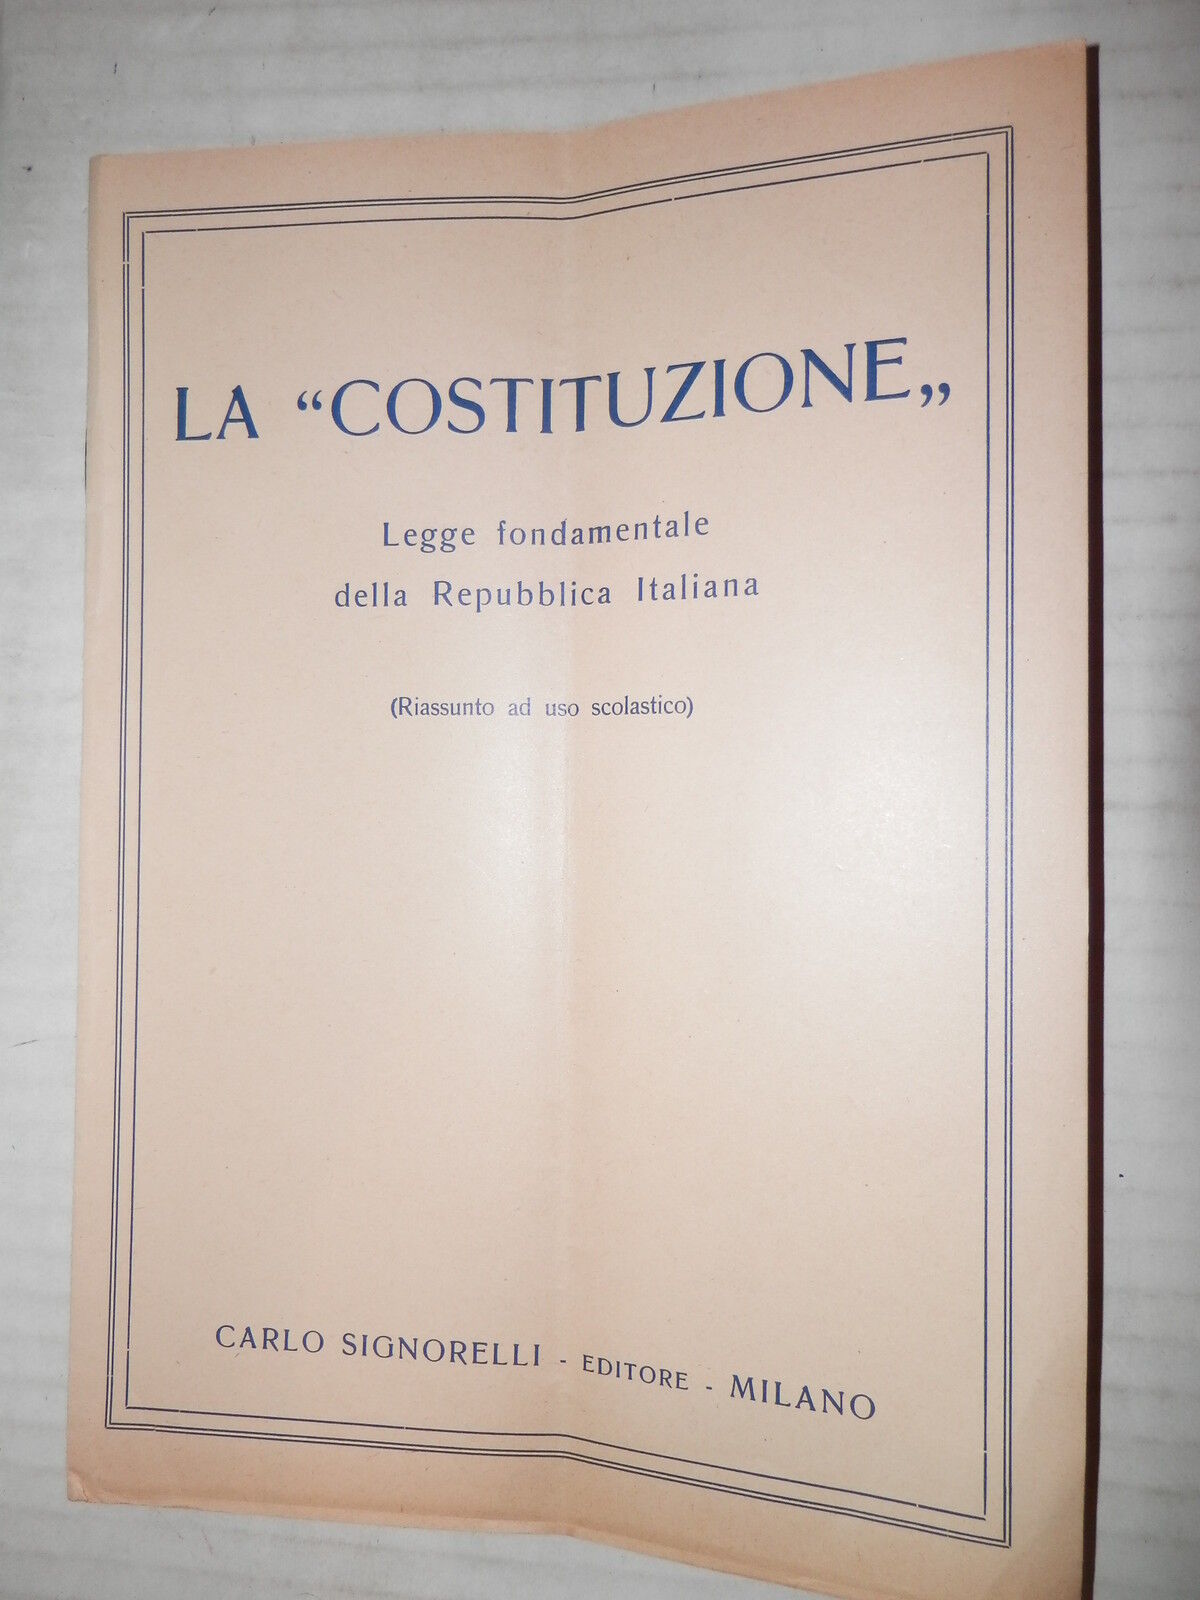 LA “COSTITUZIONE„
Legge fondamentale
della Repubblica Italiana
(Riassunto ad uso scolastico)
CARLO SIGNORELLI - EDITORE - MILANO